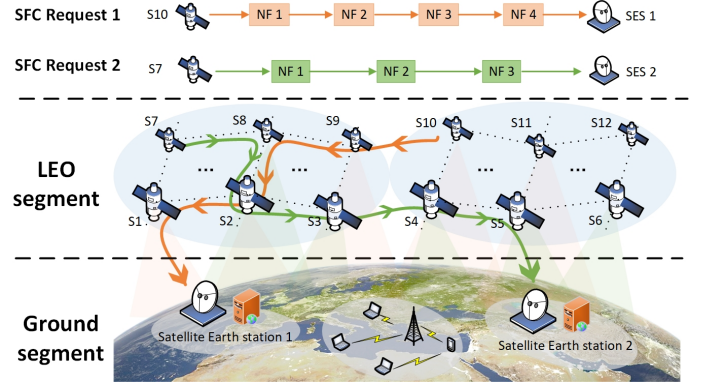 SFC Request 1 S10 NF 1 NF 2 NF 3 NF 4 SES 1
SFC Request 2 S7 NF 1 NF 2 NF 3 SES 2
S7 S8 S9 S10 S11 S12
LEO
segment
... ... ... ...
S1 S2 S3 S4 S5 S6
Ground
segment
Satellite Earth station 1
Satellite Earth station 2